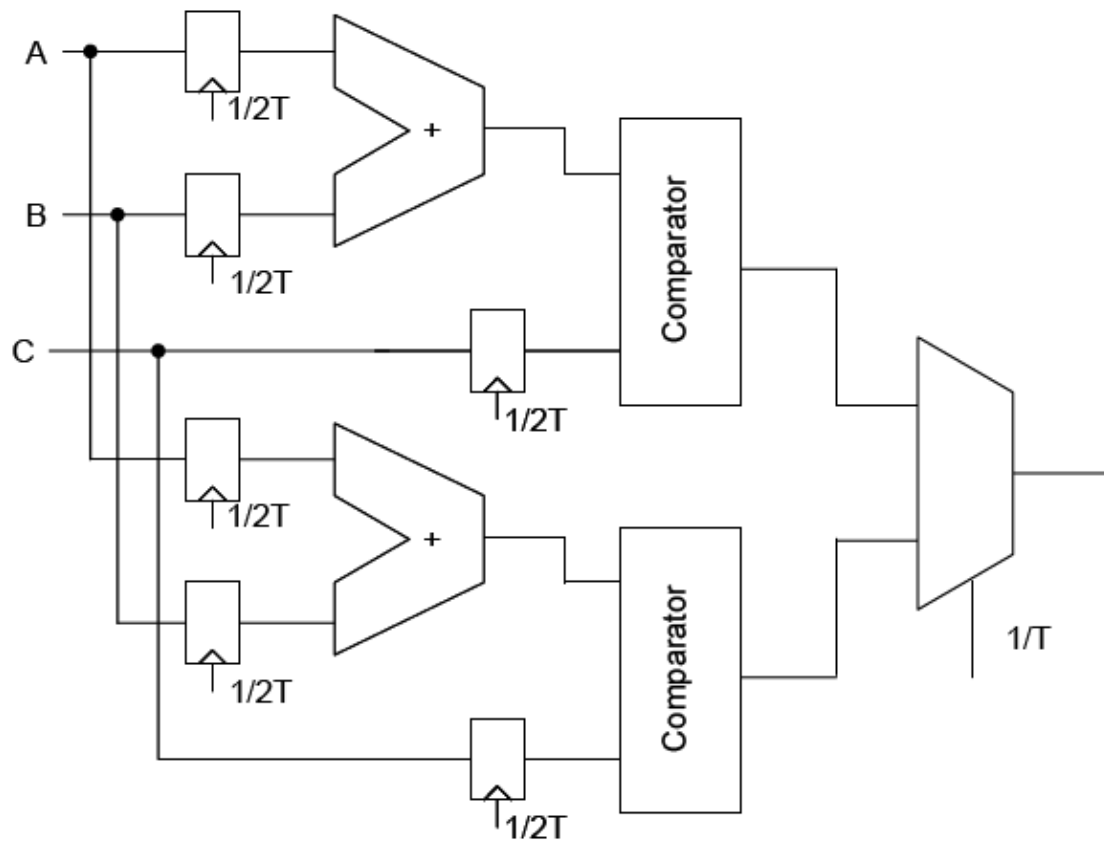 A
1/2T
+
B
1/2T
Comparator
C
1/2T
1/2T
+
1/2T
Comparator
1/T
1/2T